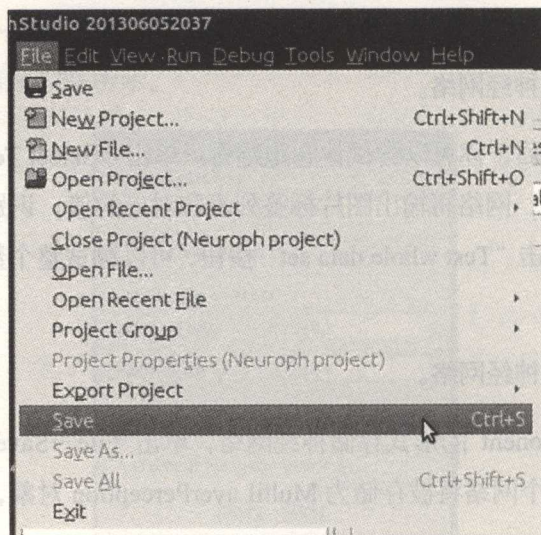 hStudio 201306052037
File Edit View Run Debug Tools Window Help
Save
New Project... Ctrl+Shift+N
New File... Ctrl+N
Open Project... Ctrl+Shift+O
Open Recent Project
Close Project (Neuroph project)
Open File...
Open Recent File
Project Group
Project Properties (Neuroph project)
Export Project
Save Ctrl+S
Save As...
Save All Ctrl+Shift+S
Exit